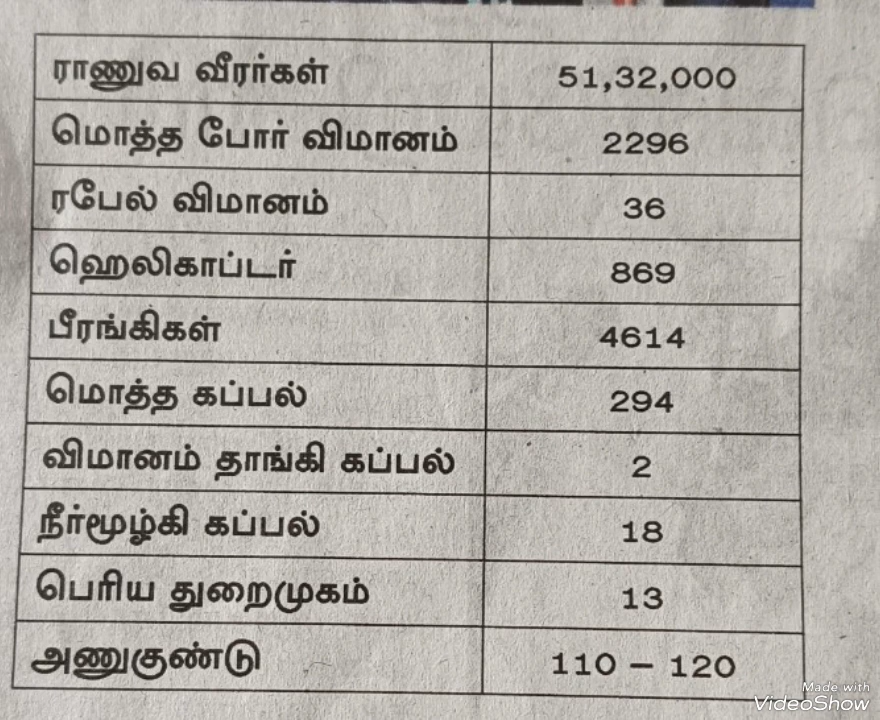 ராணுவ வீரர்கள் 51,32,000
மொத்த போர் விமானம் 2296
ரபேல் விமானம் 36
ஹெலிகாப்டர் 869
பீரங்கிகள் 4614
மொத்த கப்பல் 294
விமானம் தாங்கி கப்பல் 2
நீர்மூழ்கி கப்பல் 18
பெரிய துறைமுகம் 13
அணுகுண்டு 110 – 120
Made with
VideoShow